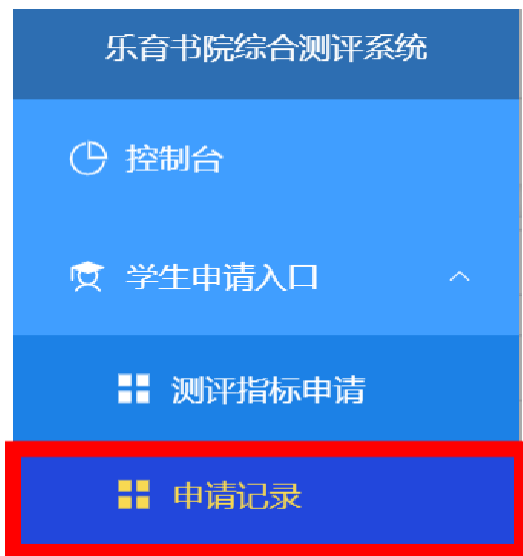 乐育书院综合测评系统
控制台
学生申请入口
测评指标申请
申请记录